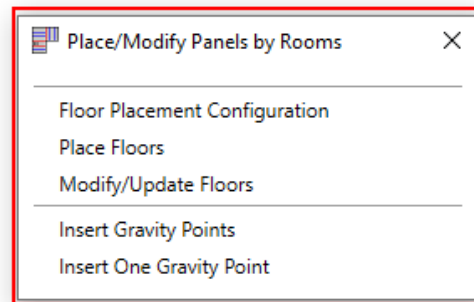 Place/Modify Panels by Rooms
Floor Placement Configuration
Place Floors
Modify/Update Floors
Insert Gravity Points
Insert One Gravity Point